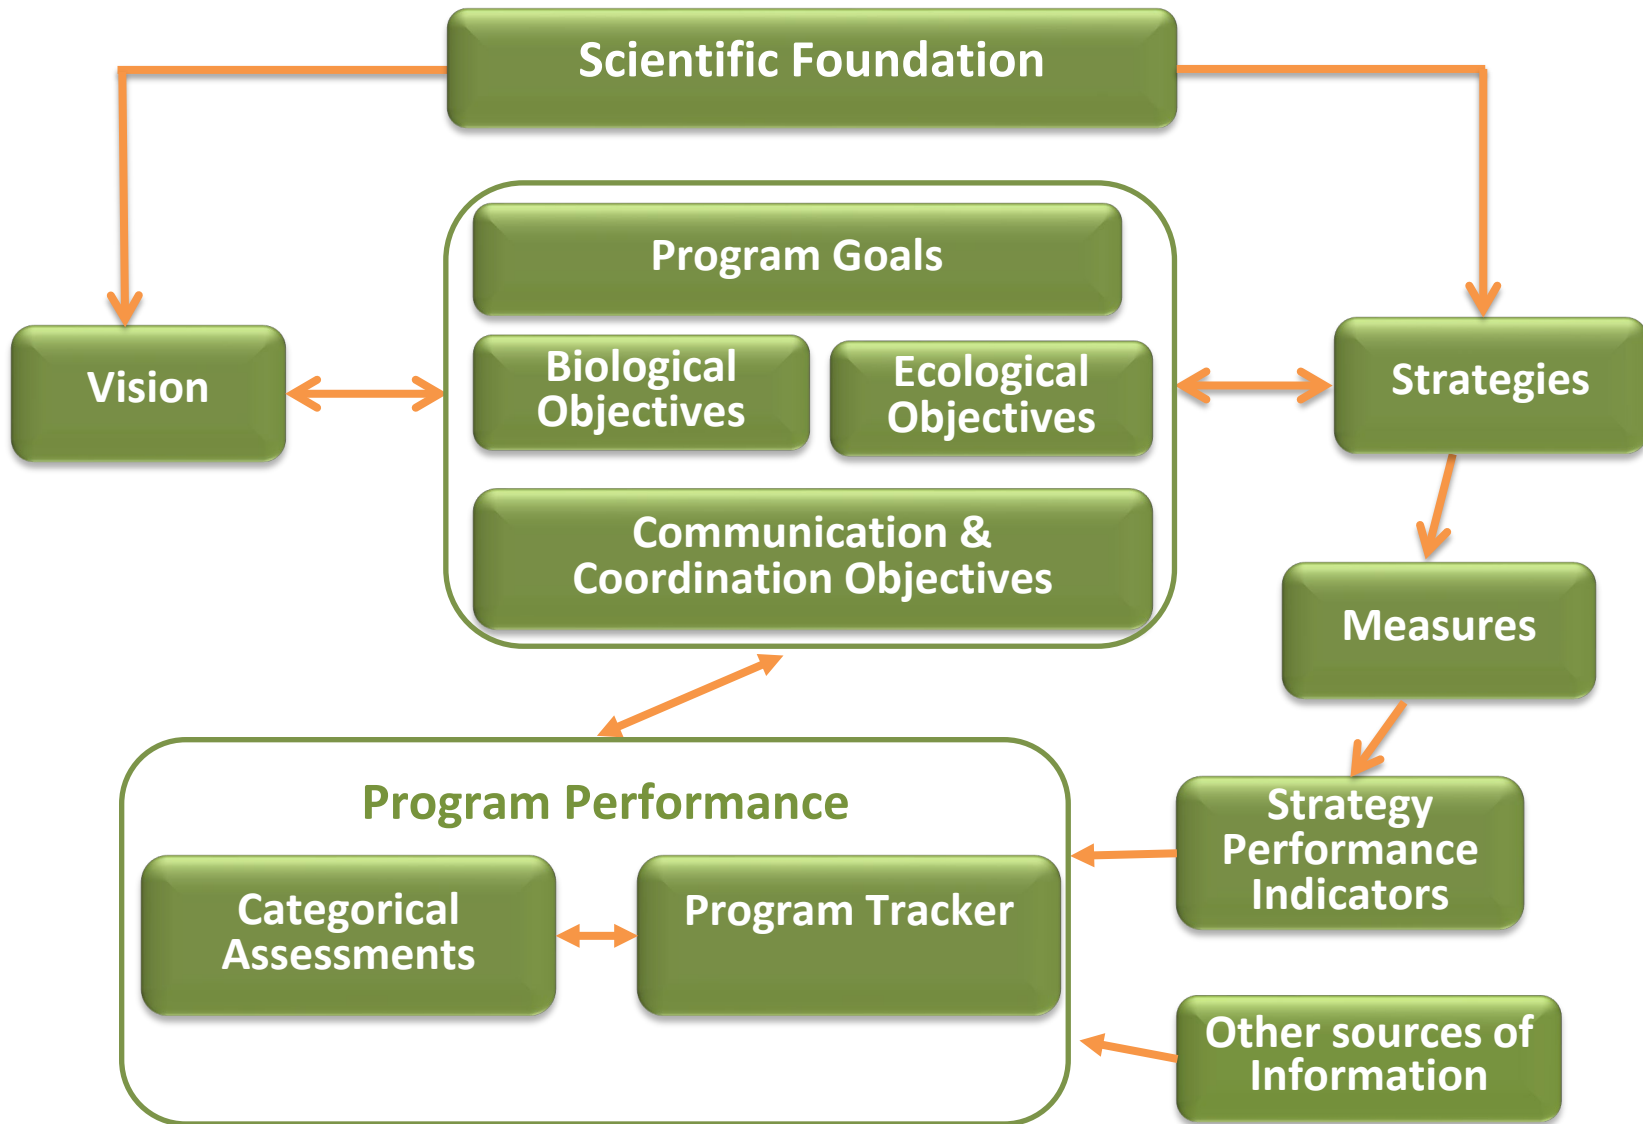 Scientific Foundation
Program Goals
Vision
Biological
Objectives
Ecological
Objectives
Strategies
Communication &
Coordination Objectives
Measures
Program Performance
Categorical
Assessments
Program Tracker
Strategy
Performance
Indicators
Other sources of
Information